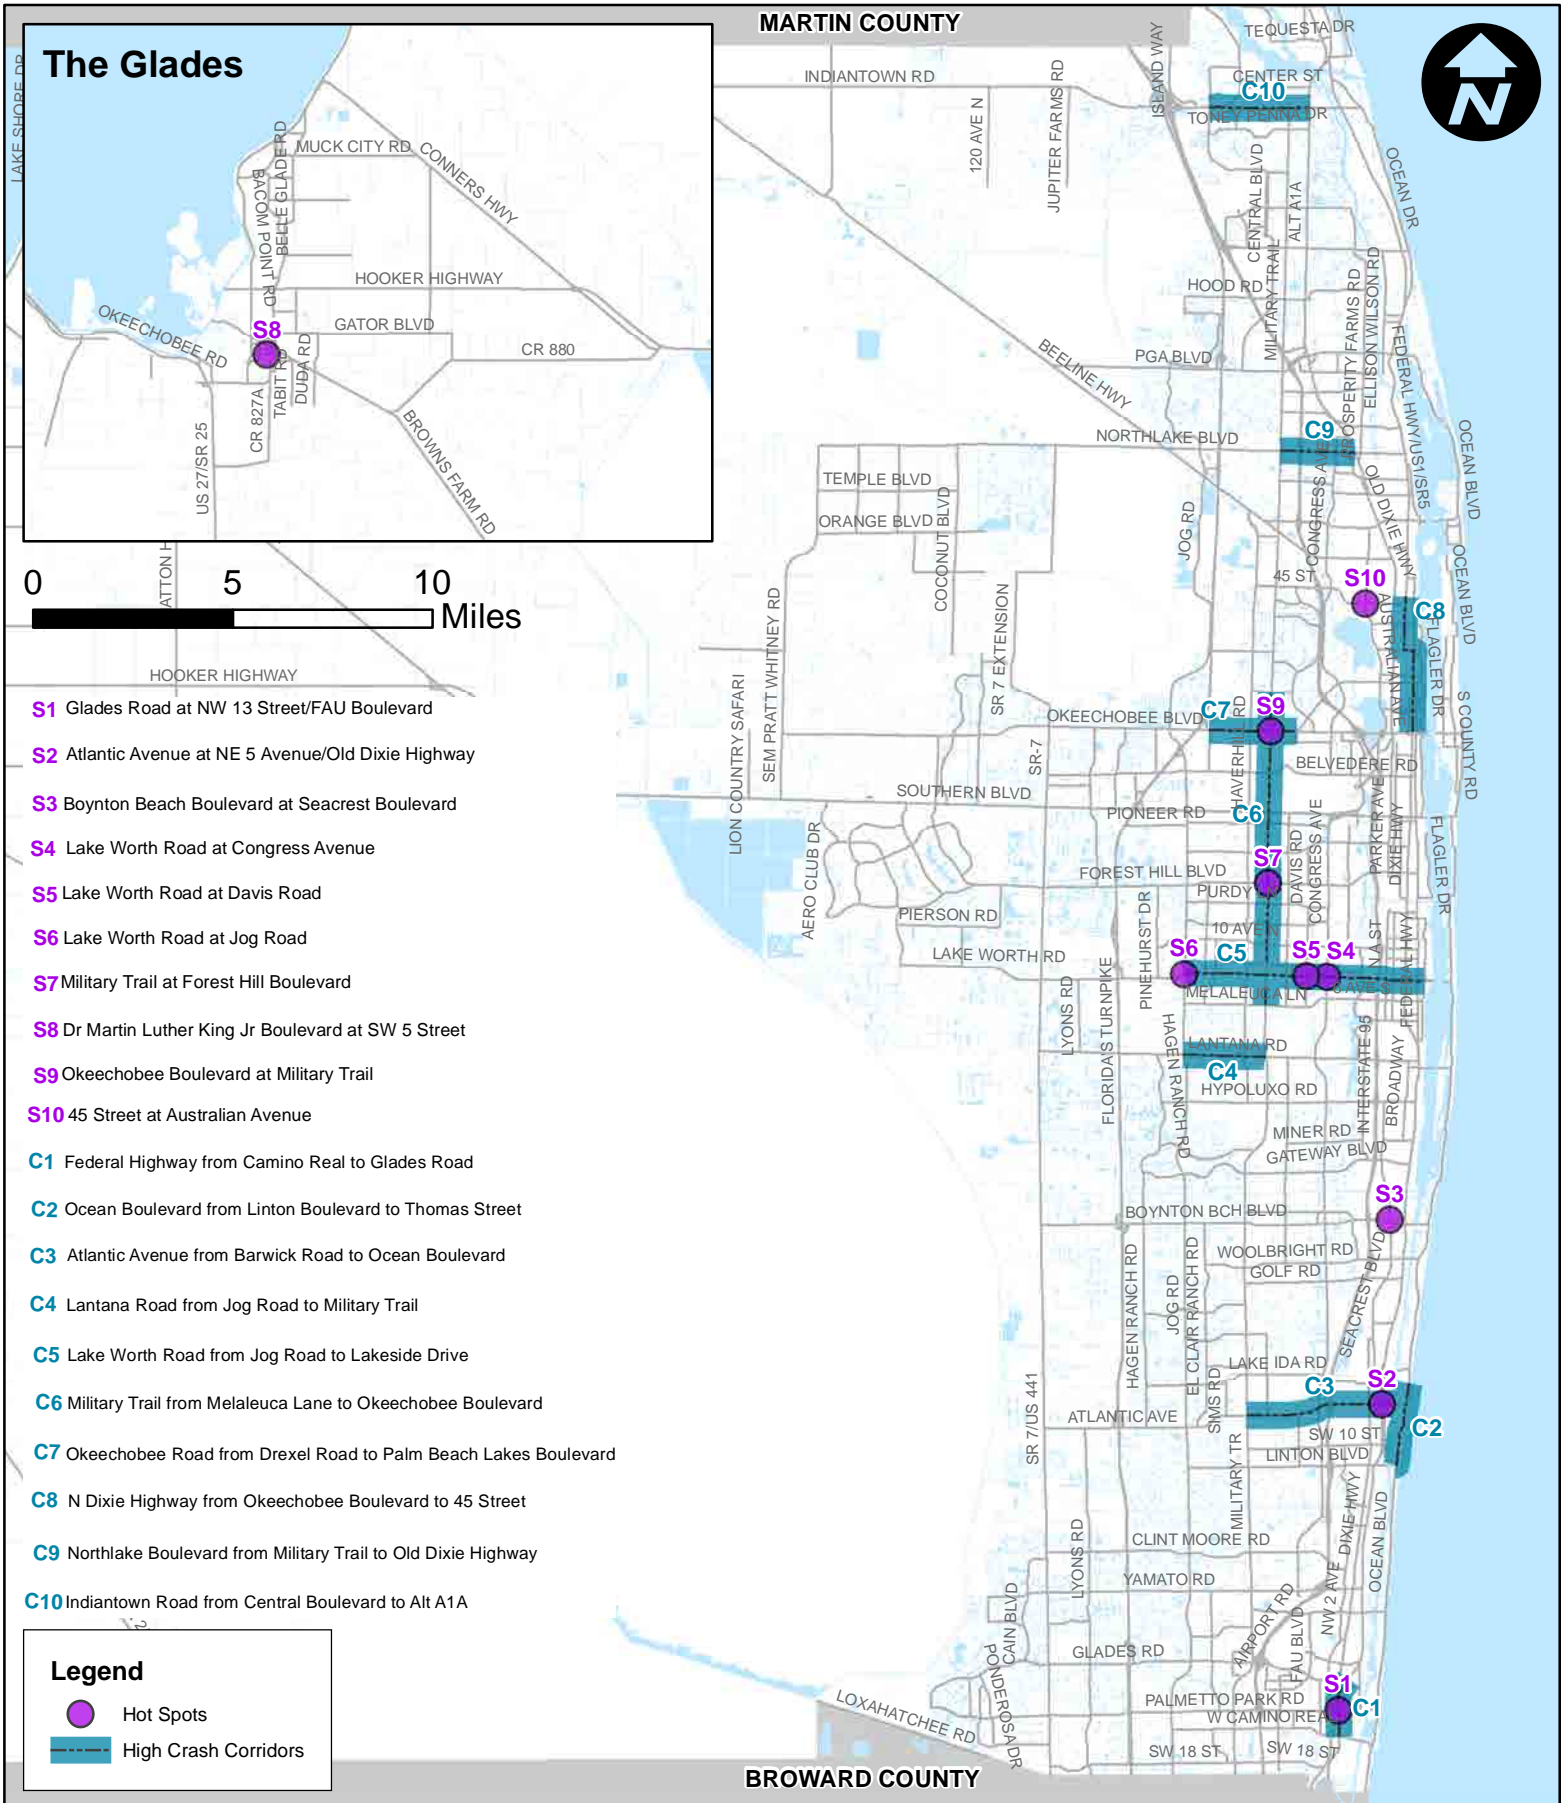 MARTIN COUNTY
The Glades
N
LAKE SHORE DR
MUCK CITY RD
CONNERS HWY
BACOM POINT RD
BELLE GLADE RD
HOOKER HIGHWAY
OKEECHOBEE RD
S8
GATOR BLVD
CR 880
TABIT RD
DUDA RD
CR 827A
US 27/SR 25
BROWNS FARM RD
0 5 10
Miles
HOOKER HIGHWAY
S1 Glades Road at NW 13 Street/FAU Boulevard
S2 Atlantic Avenue at NE 5 Avenue/Old Dixie Highway
S3 Boynton Beach Boulevard at Seacrest Boulevard
S4 Lake Worth Road at Congress Avenue
S5 Lake Worth Road at Davis Road
S6 Lake Worth Road at Jog Road
S7 Military Trail at Forest Hill Boulevard
S8 Dr Martin Luther King Jr Boulevard at SW 5 Street
S9 Okeechobee Boulevard at Military Trail
S10 45 Street at Australian Avenue
C1 Federal Highway from Camino Real to Glades Road
C2 Ocean Boulevard from Linton Boulevard to Thomas Street
C3 Atlantic Avenue from Barwick Road to Ocean Boulevard
C4 Lantana Road from Jog Road to Military Trail
C5 Lake Worth Road from Jog Road to Lakeside Drive
C6 Military Trail from Melaleuca Lane to Okeechobee Boulevard
C7 Okeechobee Road from Drexel Road to Palm Beach Lakes Boulevard
C8 N Dixie Highway from Okeechobee Boulevard to 45 Street
C9 Northlake Boulevard from Military Trail to Old Dixie Highway
C10 Indiantown Road from Central Boulevard to Alt A1A
Legend
Hot Spots
High Crash Corridors
TEQUESTA DR
ISLAND WAY
INDIANTOWN RD
CENTER ST
C10
TONEY PENNA DR
120 AVE N
JUPITER FARMS RD
OCEAN DR
CENTRAL BLVD
ALT A1A
MILITARY TRAIL
HOOD RD
PROSPERITY FARMS RD
ELLISON WILSON RD
FEDERAL HWY/US1/SR5
BEELINE HWY
PGA BLVD
NORTHLAKE BLVD
C9
OCEAN BLVD
TEMPLE BLVD
ORANGE BLVD
COCONUT BLVD
JOG RD
CONGRESS AVE
OLD DIXIE HWY
45 ST
S10
OCEAN BLVD
AUSTRALIAN AVE
C8
FLAGLER DR
SEM PRATT WHITNEY RD
SR 7 EXTENSION
LION COUNTRY SAFARI
OKEECHOBEE BLVD
C7
S9
HAVERHILL RD
S COUNTY RD
SR-7
BELVEDERE RD
SOUTHERN BLVD
PIONEER RD
C6
PARKER AVE
DIXIE HWY
FLAGLER DR
AERO CLUB DR
FOREST HILL BLVD
S7
PURDY LN
DAVIS RD
CONGRESS AVE
PIERSON RD
PINEHURST DR
10 AVE N
N A ST
FEDERAL HWY
LAKE WORTH RD
S6
C5
S5
S4
MELALEUCA LN
6 AVE S
LYONS RD
FLORIDA'S TURNPIKE
HAGEN RANCH RD
LANTANA RD
C4
HYPOLUXO RD
INTERSTATE 95
BROADWAY
MINER RD
GATEWAY BLVD
BOYNTON BCH BLVD
S3
WOOLBRIGHT RD
GOLF RD
SEACREST BLVD
HAGEN RANCH RD
JOG RD
EL CLAIR RANCH RD
LAKE IDA RD
C3
S2
SR 7/US 441
ATLANTIC AVE
SIMS RD
C2
SW 10 ST
LINTON BLVD
MILITARY TR
DIXIE HWY
OCEAN BLVD
LYONS RD
CLINT MOORE RD
YAMATO RD
CAIN BLVD
AIRPORT RD
FAU BLVD
NW 2 AVE
GLADES RD
PONDEROSA DR
S1
PALMETTO PARK RD
C1
W CAMINO REA
LOXAHATCHEE RD
SW 18 ST
SW 18 ST
BROWARD COUNTY